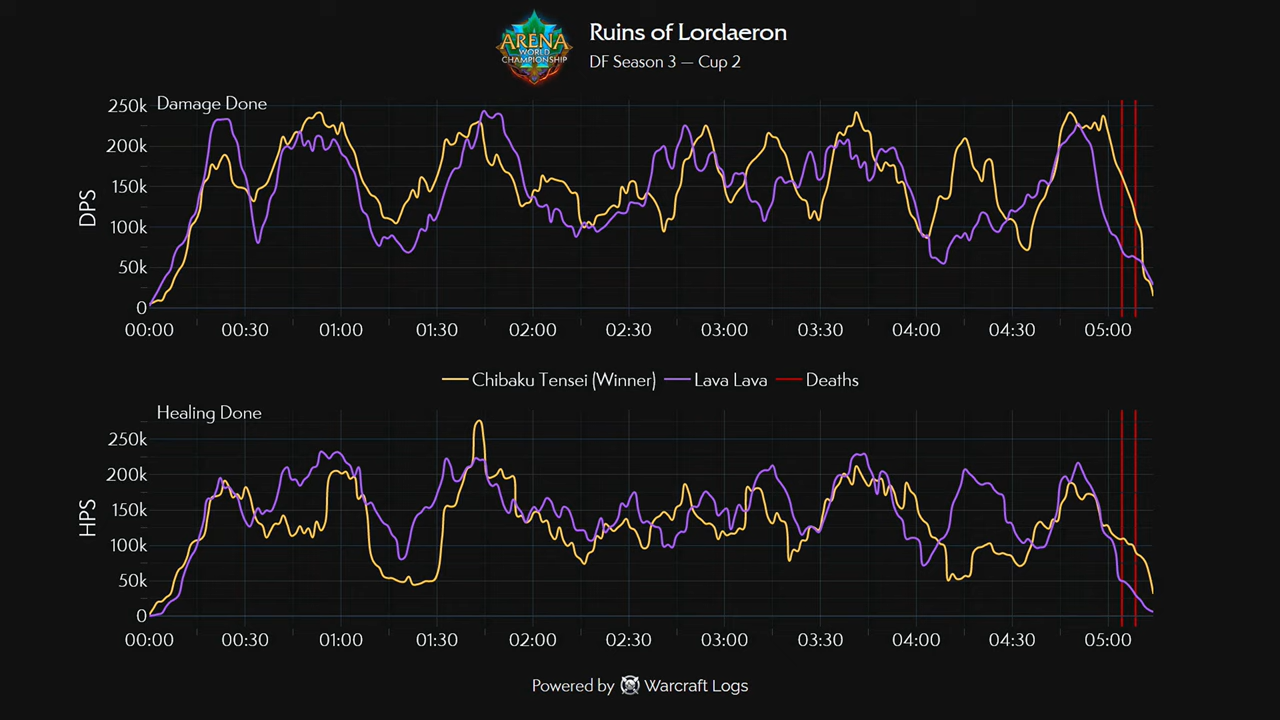 ARENA
WORLD
CHAMPIONSHIP
Ruins of Lordaeron
DF Season 3 — Cup 2
Damage Done
DPS
250k
200k
150k
100k
50k
0
00:00 00:30 01:00 01:30 02:00 02:30 03:00 03:30 04:00 04:30 05:00
Chibaku Tensei (Winner) Lava Lava Deaths
Healing Done
HPS
250k
200k
150k
100k
50k
0
00:00 00:30 01:00 01:30 02:00 02:30 03:00 03:30 04:00 04:30 05:00
Powered by Warcraft Logs